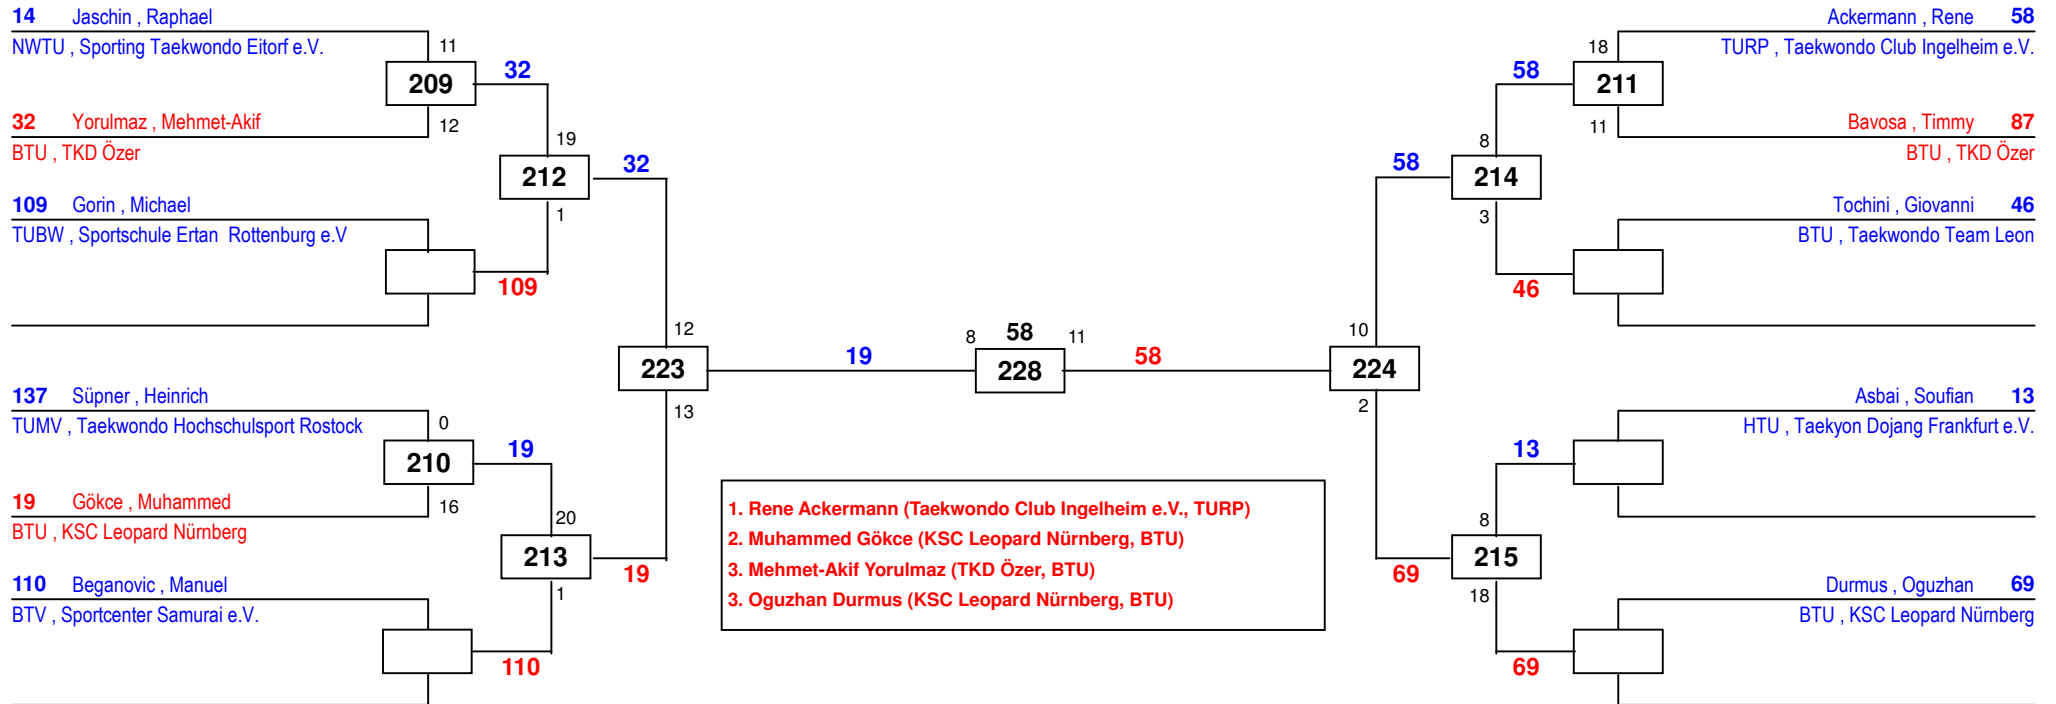 14 Jaschin , Raphael
NWTU , Sporting Taekwondo Eitorf e.V.
11
209
32
12
32 Yorulmaz , Mehmet-Akif
BTU , TKD Özer
19
212
32
1
109 Gorin , Michael
TUBW , Sportschule Ertan  Rottenburg e.V
109
12
223
19
13
137 Süpner , Heinrich
TUMV , Taekwondo Hochschulsport Rostock
0
210
19
16
19 Gökce , Muhammed
BTU , KSC Leopard Nürnberg
20
213
19
1
110 Beganovic , Manuel
BTV , Sportcenter Samurai e.V.
110
8 58 11
228
58
1. Rene Ackermann (Taekwondo Club Ingelheim e.V., TURP)
2. Muhammed Gökce (KSC Leopard Nürnberg, BTU)
3. Mehmet-Akif Yorulmaz (TKD Özer, BTU)
3. Oguzhan Durmus (KSC Leopard Nürnberg, BTU)
Ackermann , Rene 58
TURP , Taekwondo Club Ingelheim e.V.
18
58
211
11
Bavosa , Timmy 87
BTU , TKD Özer
8
58
214
3
Tochini , Giovanni 46
BTU , Taekwondo Team Leon
46
10
224
2
Asbai , Soufian 13
HTU , Taekyon Dojang Frankfurt e.V.
13
8
215
69
18
Durmus , Oguzhan 69
BTU , KSC Leopard Nürnberg
69